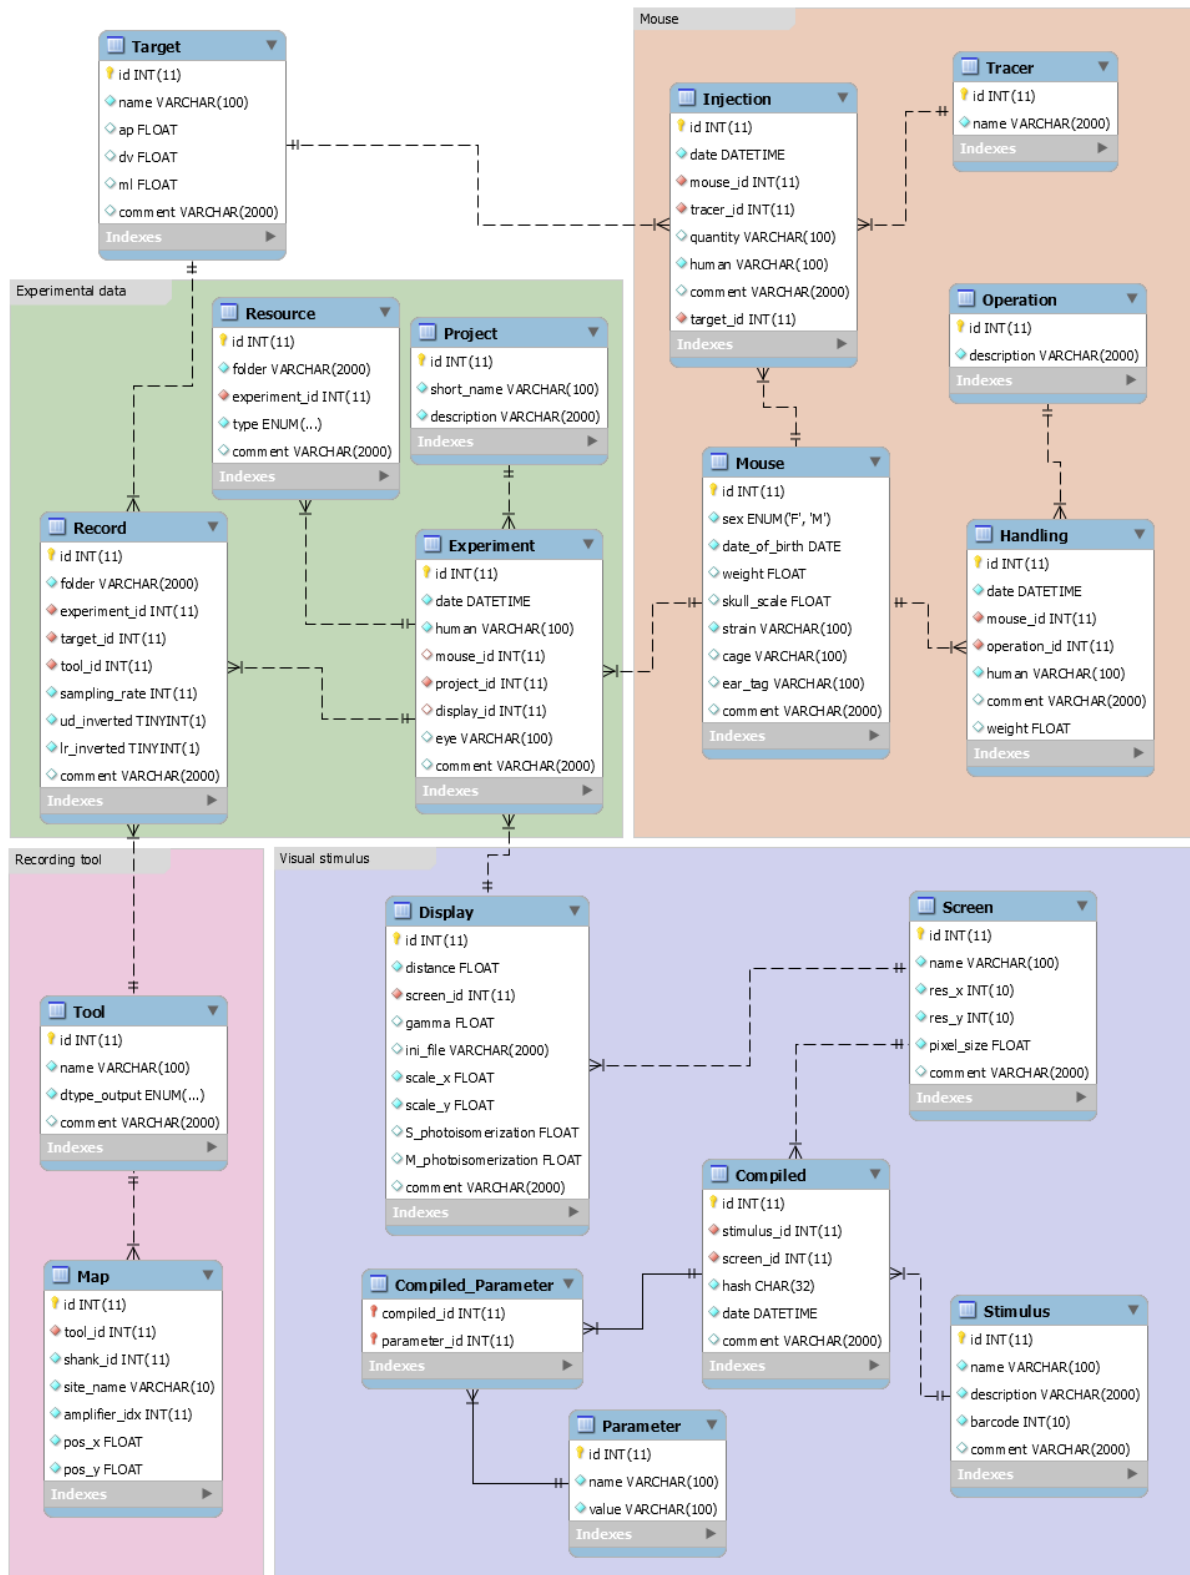 Mouse
Target
id INT(11)
name VARCHAR(100)
ap FLOAT
dv FLOAT
ml FLOAT
comment VARCHAR(2000)
Indexes
Injection
id INT(11)
date DATETIME
mouse_id INT(11)
tracer_id INT(11)
quantity VARCHAR(100)
human VARCHAR(100)
comment VARCHAR(2000)
target_id INT(11)
Indexes
Tracer
id INT(11)
name VARCHAR(2000)
Indexes
Operation
id INT(11)
description VARCHAR(2000)
Indexes
Mouse
id INT(11)
sex ENUM('F', 'M')
date_of_birth DATE
weight FLOAT
skull_scale FLOAT
strain VARCHAR(100)
cage VARCHAR(100)
ear_tag VARCHAR(100)
comment VARCHAR(2000)
Indexes
Handling
id INT(11)
date DATETIME
mouse_id INT(11)
operation_id INT(11)
human VARCHAR(100)
comment VARCHAR(2000)
weight FLOAT
Indexes
Experimental data
Resource
id INT(11)
folder VARCHAR(2000)
experiment_id INT(11)
type ENUM(...)
comment VARCHAR(2000)
Indexes
Project
id INT(11)
short_name VARCHAR(100)
description VARCHAR(2000)
Indexes
Record
id INT(11)
folder VARCHAR(2000)
experiment_id INT(11)
target_id INT(11)
tool_id INT(11)
sampling_rate INT(11)
ud_inverted TINYINT(1)
lr_inverted TINYINT(1)
comment VARCHAR(2000)
Indexes
Experiment
id INT(11)
date DATETIME
human VARCHAR(100)
mouse_id INT(11)
project_id INT(11)
display_id INT(11)
eye VARCHAR(100)
comment VARCHAR(2000)
Indexes
Recording tool
Tool
id INT(11)
name VARCHAR(100)
dtype_output ENUM(...)
comment VARCHAR(2000)
Indexes
Map
id INT(11)
tool_id INT(11)
shank_id INT(11)
site_name VARCHAR(10)
amplifier_idx INT(11)
pos_x FLOAT
pos_y FLOAT
Indexes
Visual stimulus
Display
id INT(11)
distance FLOAT
screen_id INT(11)
gamma FLOAT
ini_file VARCHAR(2000)
scale_x FLOAT
scale_y FLOAT
S_photoisomerization FLOAT
M_photoisomerization FLOAT
comment VARCHAR(2000)
Indexes
Screen
id INT(11)
name VARCHAR(100)
res_x INT(10)
res_y INT(10)
pixel_size FLOAT
comment VARCHAR(2000)
Indexes
Compiled
id INT(11)
stimulus_id INT(11)
screen_id INT(11)
hash CHAR(32)
date DATETIME
comment VARCHAR(2000)
Indexes
Compiled_Parameter
compiled_id INT(11)
parameter_id INT(11)
Indexes
Stimulus
id INT(11)
name VARCHAR(100)
description VARCHAR(2000)
barcode INT(10)
comment VARCHAR(2000)
Indexes
Parameter
id INT(11)
name VARCHAR(100)
value VARCHAR(100)
Indexes